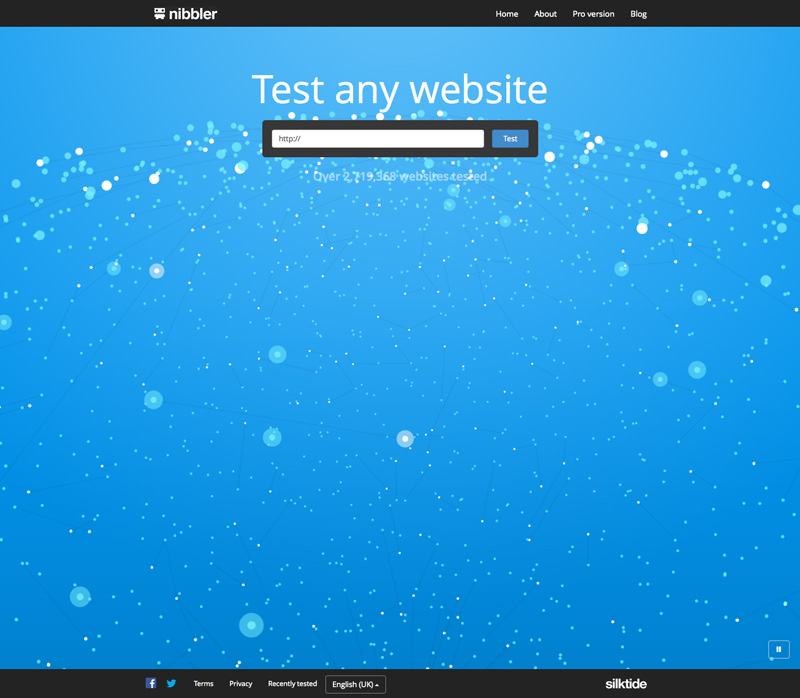 nibbler
Home About Pro version Blog
Test any website
http:// Test
Over 2,719,368 websites tested
Terms Privacy Recently tested English (UK) silktide